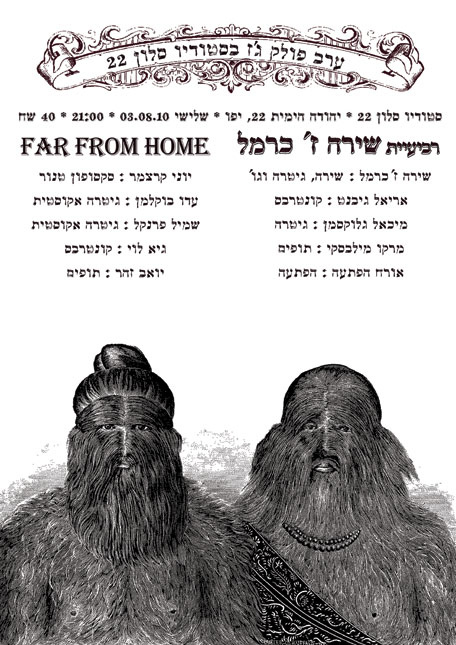 ערב פולק ג'ז בסטודיו סלון 22
סטודיו סלון 22 * יהודה הימית 22, יפו * שלישי 03.08.10 * 21:00 * 40 שח
רביעיית שירה ז' כרמל
שירה ז'כרמל : שירה, גיטרה וגו'
אריאל גיבנט : קונטרבס
מיכאל גלוקסמן : גיטרה
מרקו מילבסקי : תופים
אורח הפתעה : הפתעה
FAR FROM HOME
יוני קרצמר : סקסופון טנור
עדו בוקלמן : גיטרה אקוסטית
שמיל פרנקל : גיטרה אקוסטית
גיא לוי : קונטרבס
יואב זהר : תופים